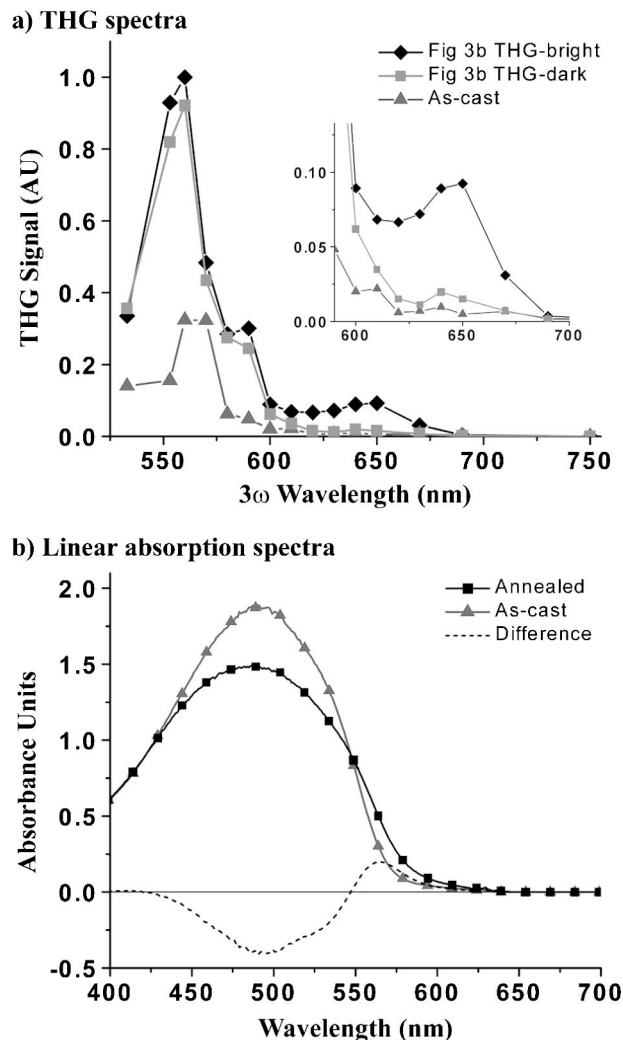 a) THG spectra
Fig 3b THG-bright
Fig 3b THG-dark
As-cast
THG Signal (AU)
1.0
0.8
0.6
0.4
0.2
0.0
0.10
0.05
0.00
600 650 700
550 600 650 700 750
3ω Wavelength (nm)
b) Linear absorption spectra
Annealed
As-cast
Difference
Absorbance Units
2.0
1.5
1.0
0.5
0.0
-0.5
400 450 500 550 600 650 700
Wavelength (nm)